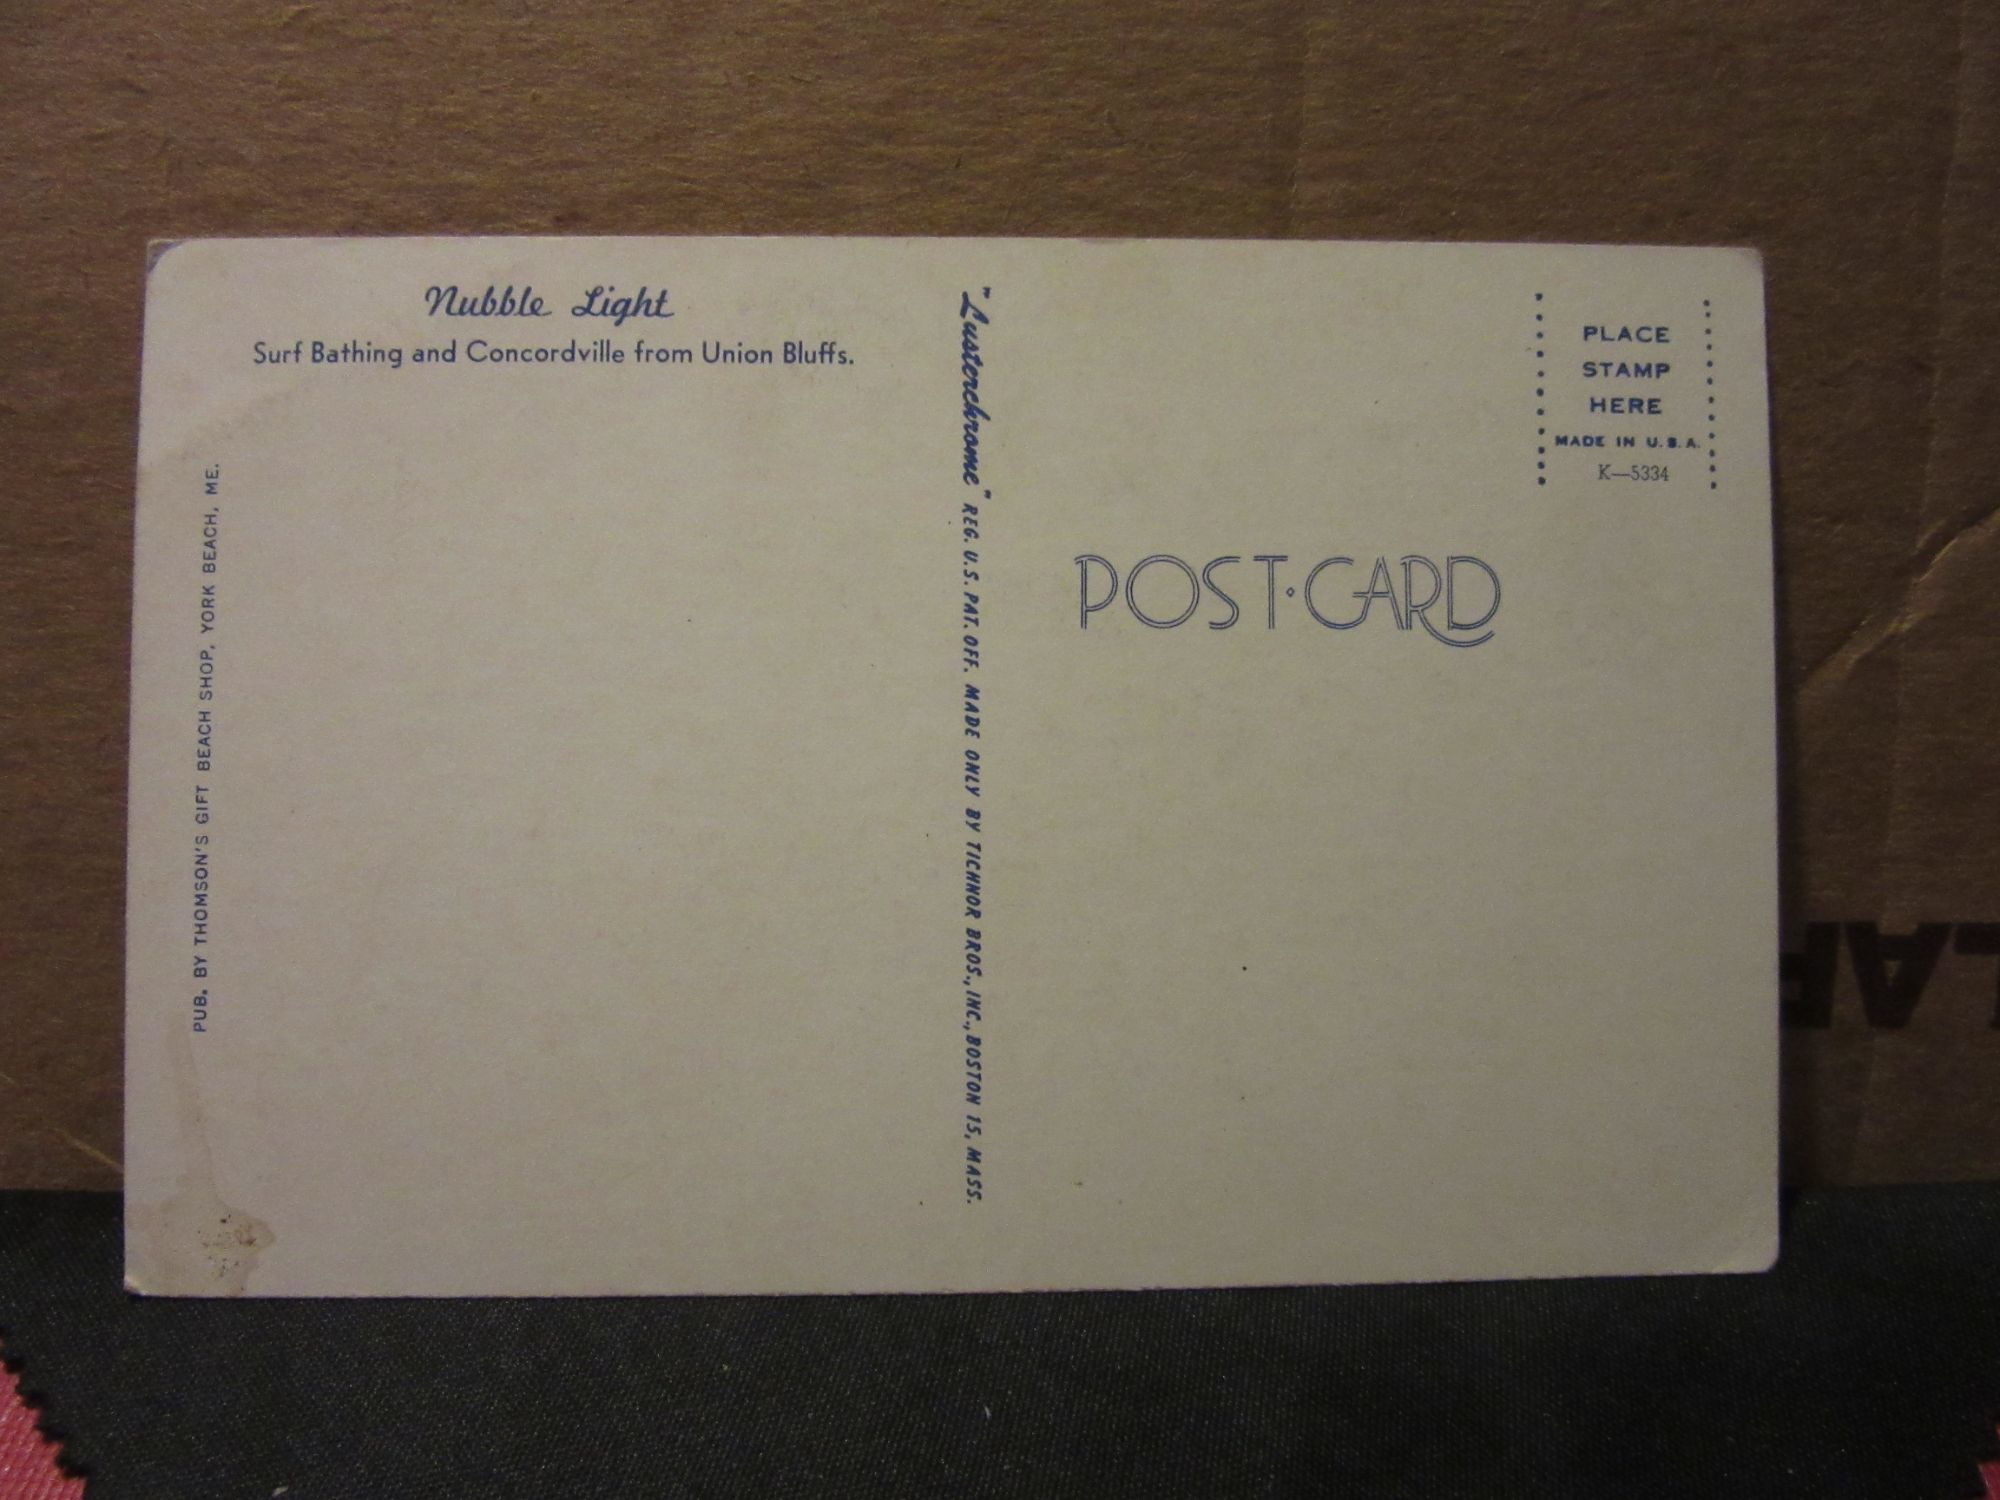 Nubble Light
Surf Bathing and Concordville from Union Bluffs.
PUB. BY THOMSON'S GIFT BEACH SHOP, YORK BEACH, ME.
"Lusterchrome" REG. U.S. PAT. OFF. MADE ONLY BY TICHNOR BROS., INC., BOSTON 15, MASS.
PLACE
STAMP
HERE
MADE IN U.S.A.
K—5334
POST·CARD